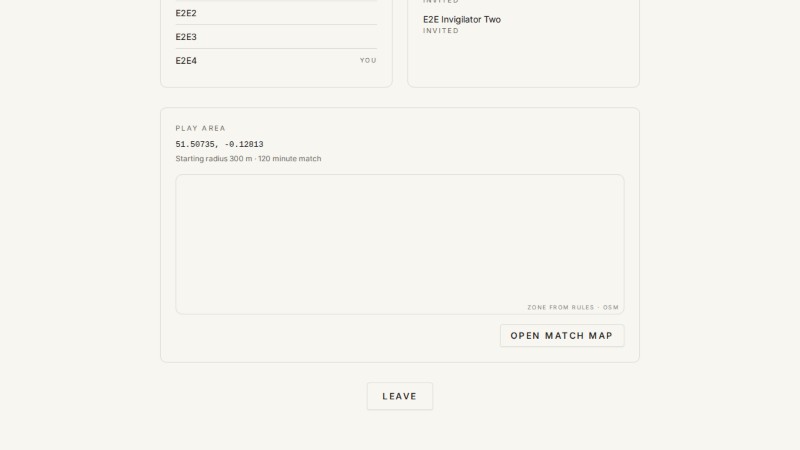 E2E2
E2E3
E2E4 YOU
INVITED
E2E Invigilator Two
INVITED
PLAY AREA
51.50735, -0.12813
Starting radius 300 m · 120 minute match
ZONE FROM RULES · OSM
OPEN MATCH MAP
LEAVE